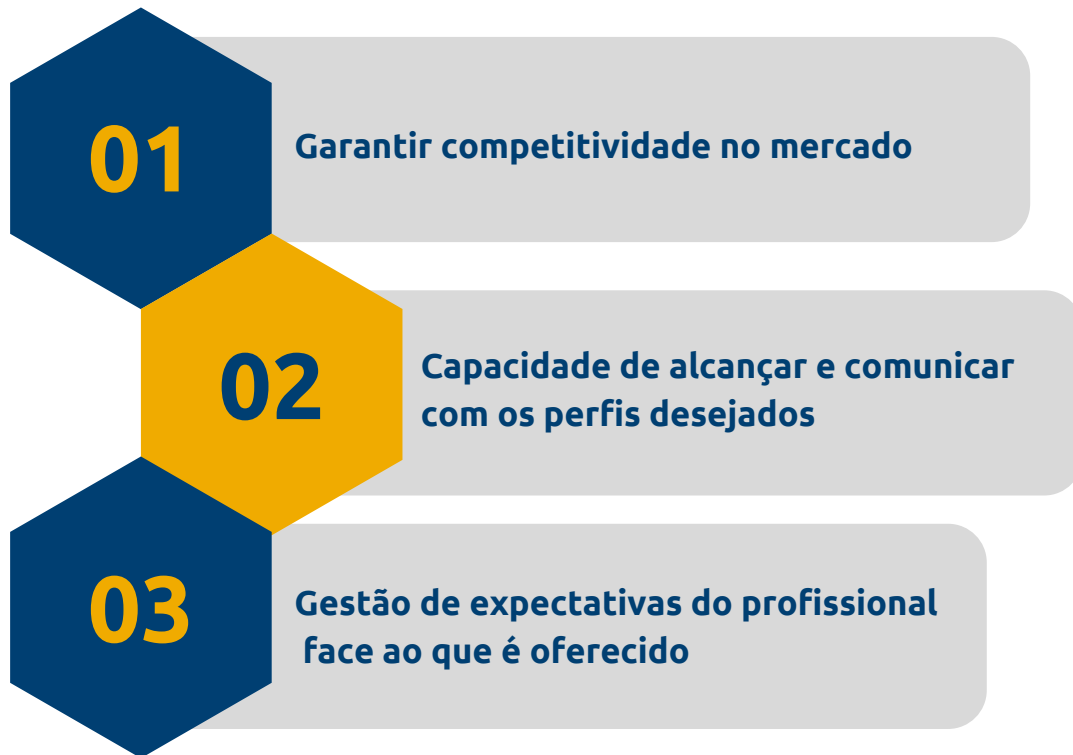 01
Garantir competitividade no mercado
02
Capacidade de alcançar e comunicar
com os perfis desejados
03
Gestão de expectativas do profissional
face ao que é oferecido